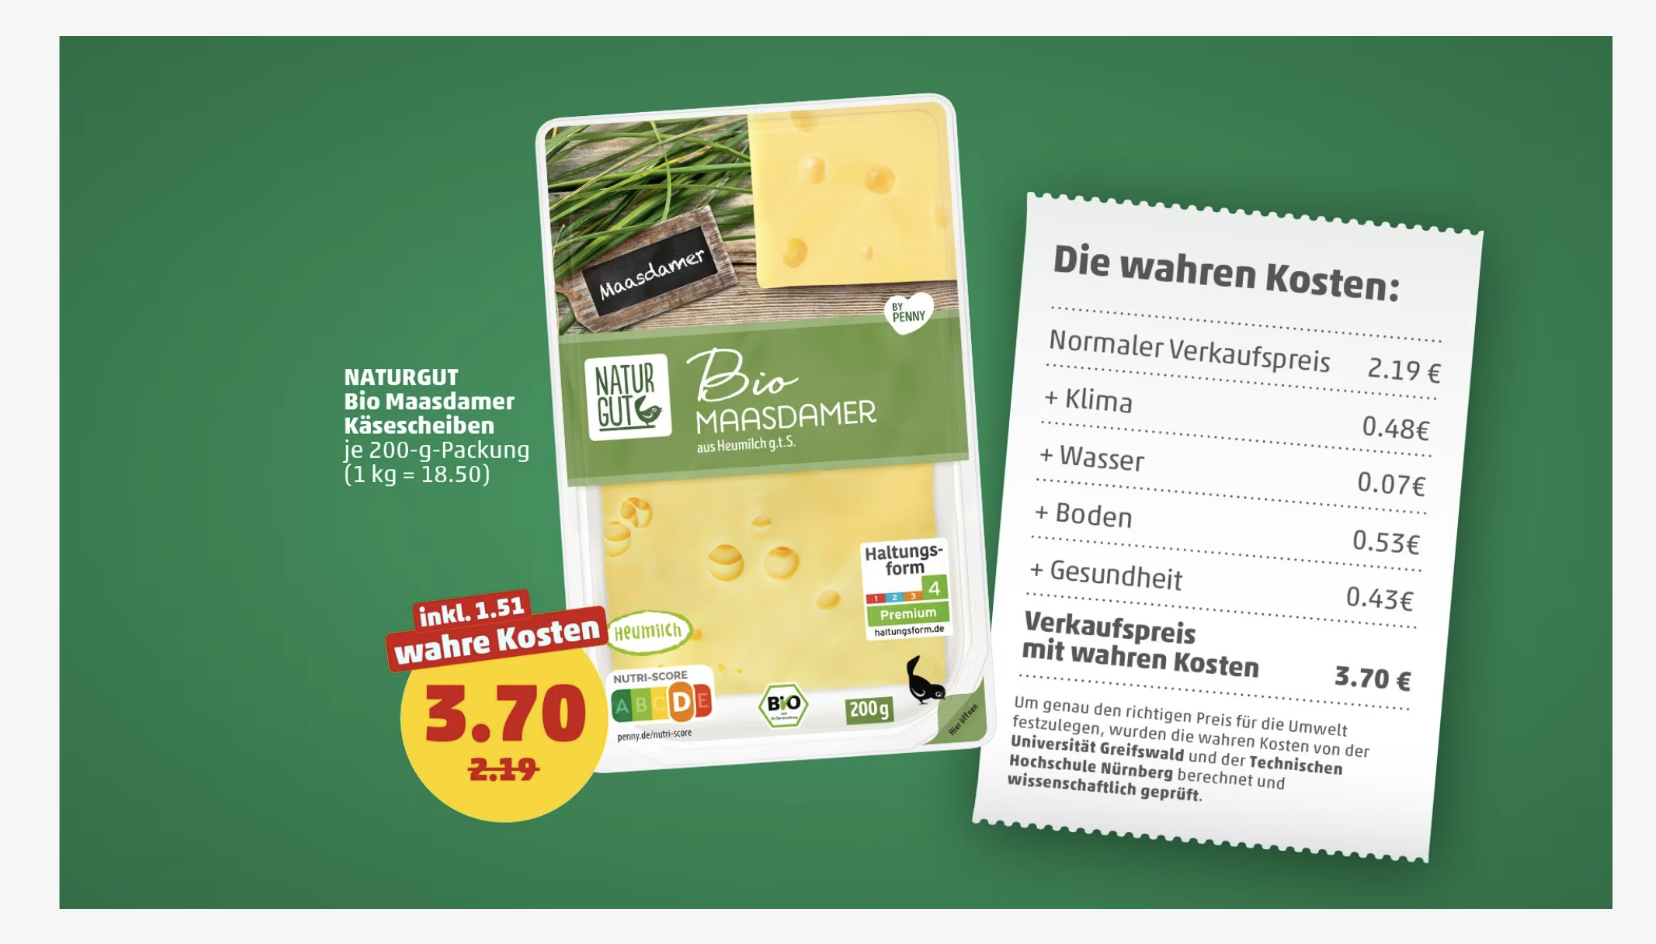 Maasdamer
BY
PENNY
NATUR
GUT
Bio
MAASDAMER
aus Heumilch g.t.S.
NATURGUT
Bio Maasdamer
Käsescheiben
je 200-g-Packung
(1 kg = 18.50)
Haltungs-
form
1 2 3 4
Premium
haltungsform.de
Heumilch
NUTRI-SCORE
A B C D E
penny.de/nutri-score
BIO
200g
Hier öffnen
inkl. 1.51
wahre Kosten
3.70
2.19
Die wahren Kosten:
Normaler Verkaufspreis 2.19 €
+ Klima 0.48€
+ Wasser 0.07€
+ Boden 0.53€
+ Gesundheit 0.43€
Verkaufspreis
mit wahren Kosten 3.70 €
Um genau den richtigen Preis für die Umwelt
festzulegen, wurden die wahren Kosten von der
Universität Greifswald und der Technischen
Hochschule Nürnberg berechnet und
wissenschaftlich geprüft.